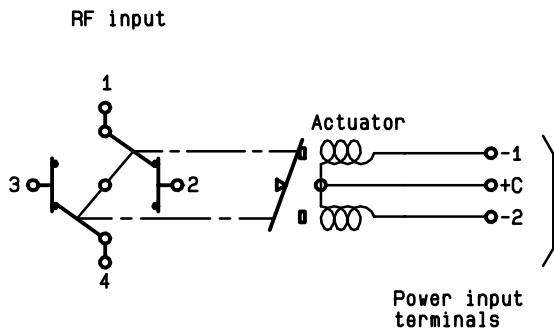 RF input
1
Actuator
-1
3
2
+C
-2
4
Power input
terminals